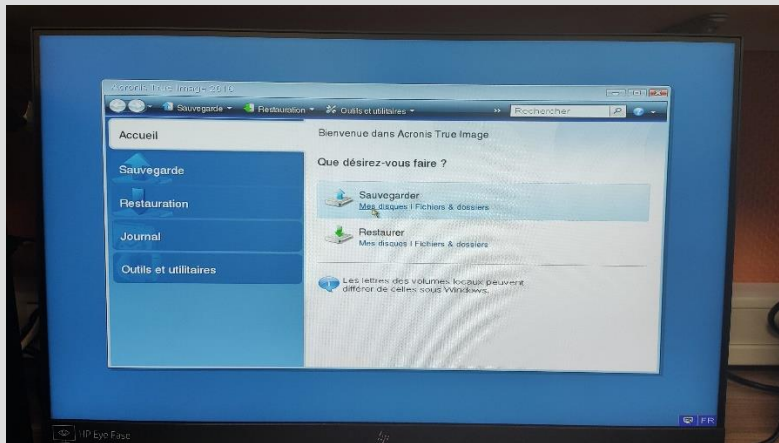 Acronis True Image 2016
Sauvegarde Restauration Outils et utilitaires » Rechercher
Accueil
Sauvegarde
Restauration
Journal
Outils et utilitaires
Bienvenue dans Acronis True Image
Que désirez-vous faire ?
Sauvegarder
Mes disques | Fichiers & dossiers
Restaurer
Mes disques | Fichiers & dossiers
Les lettres des volumes locaux peuvent
différer de celles sous Windows.
FR
HP Eye Ease
hp